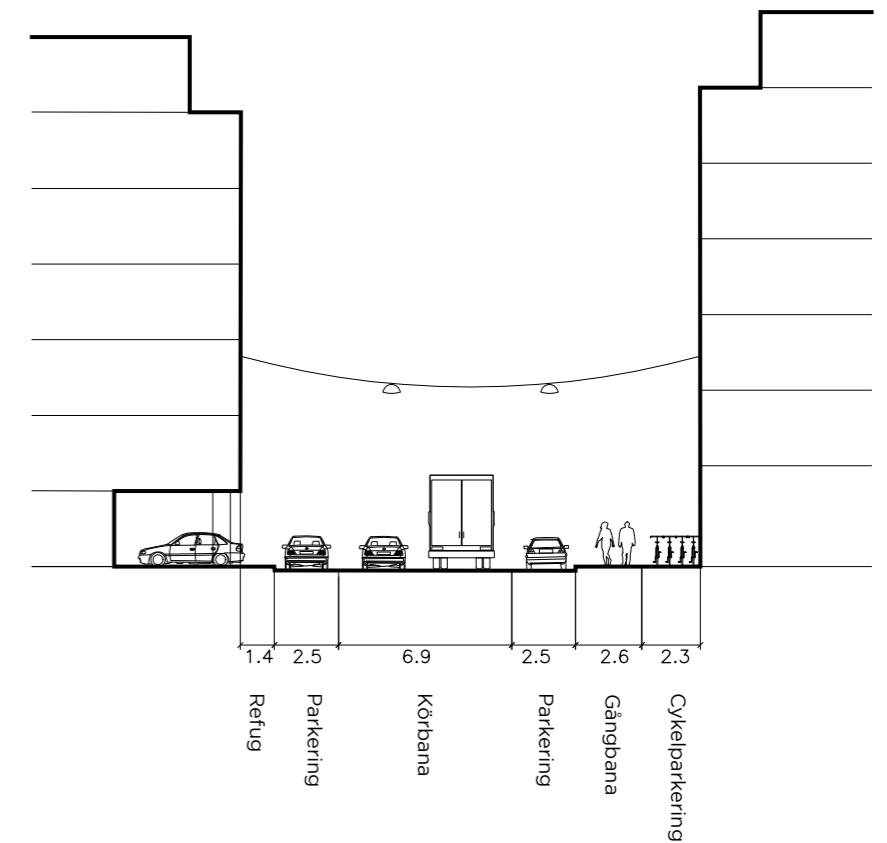 1.4 2.5 6.9 2.5 2.6 2.3
Refug
Parkering
Körbana
Parkering
Gångbana
Cykelparkering